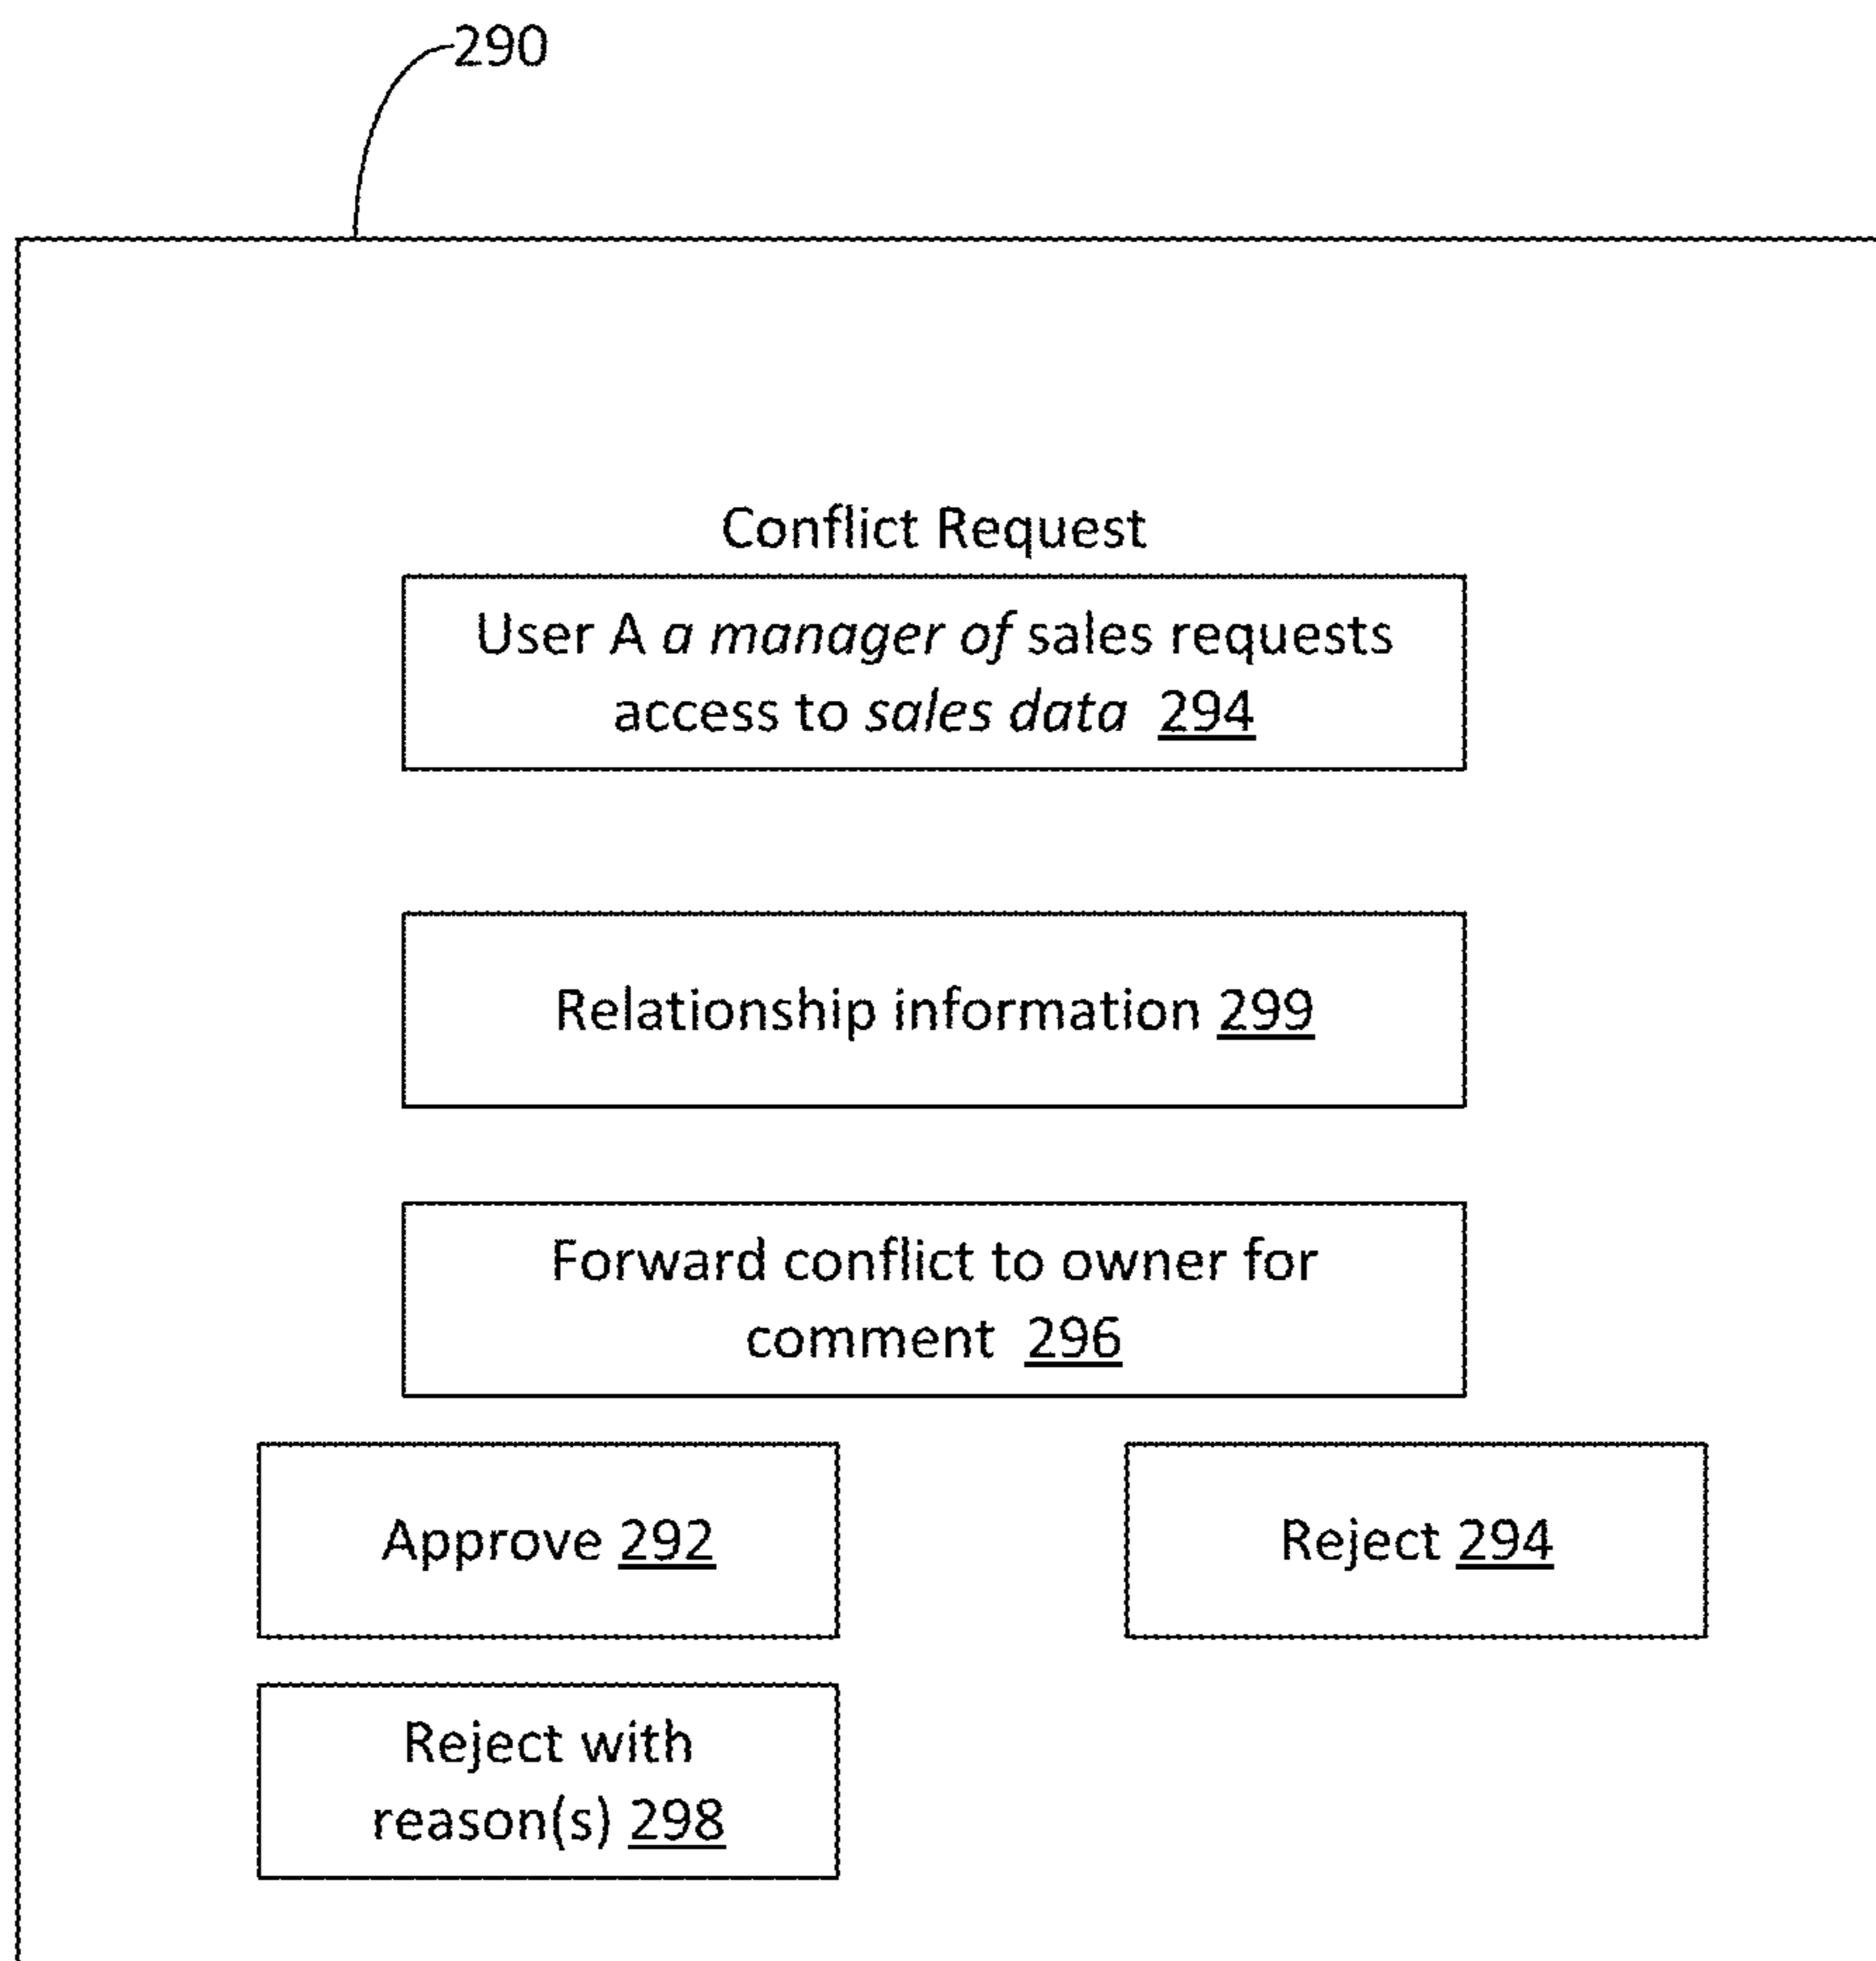 290
Conflict Request
User A a manager of sales requests
access to sales data 294
Relationship information 299
Forward conflict to owner for
comment 296
Approve 292
Reject 294
Reject with
reason(s) 298